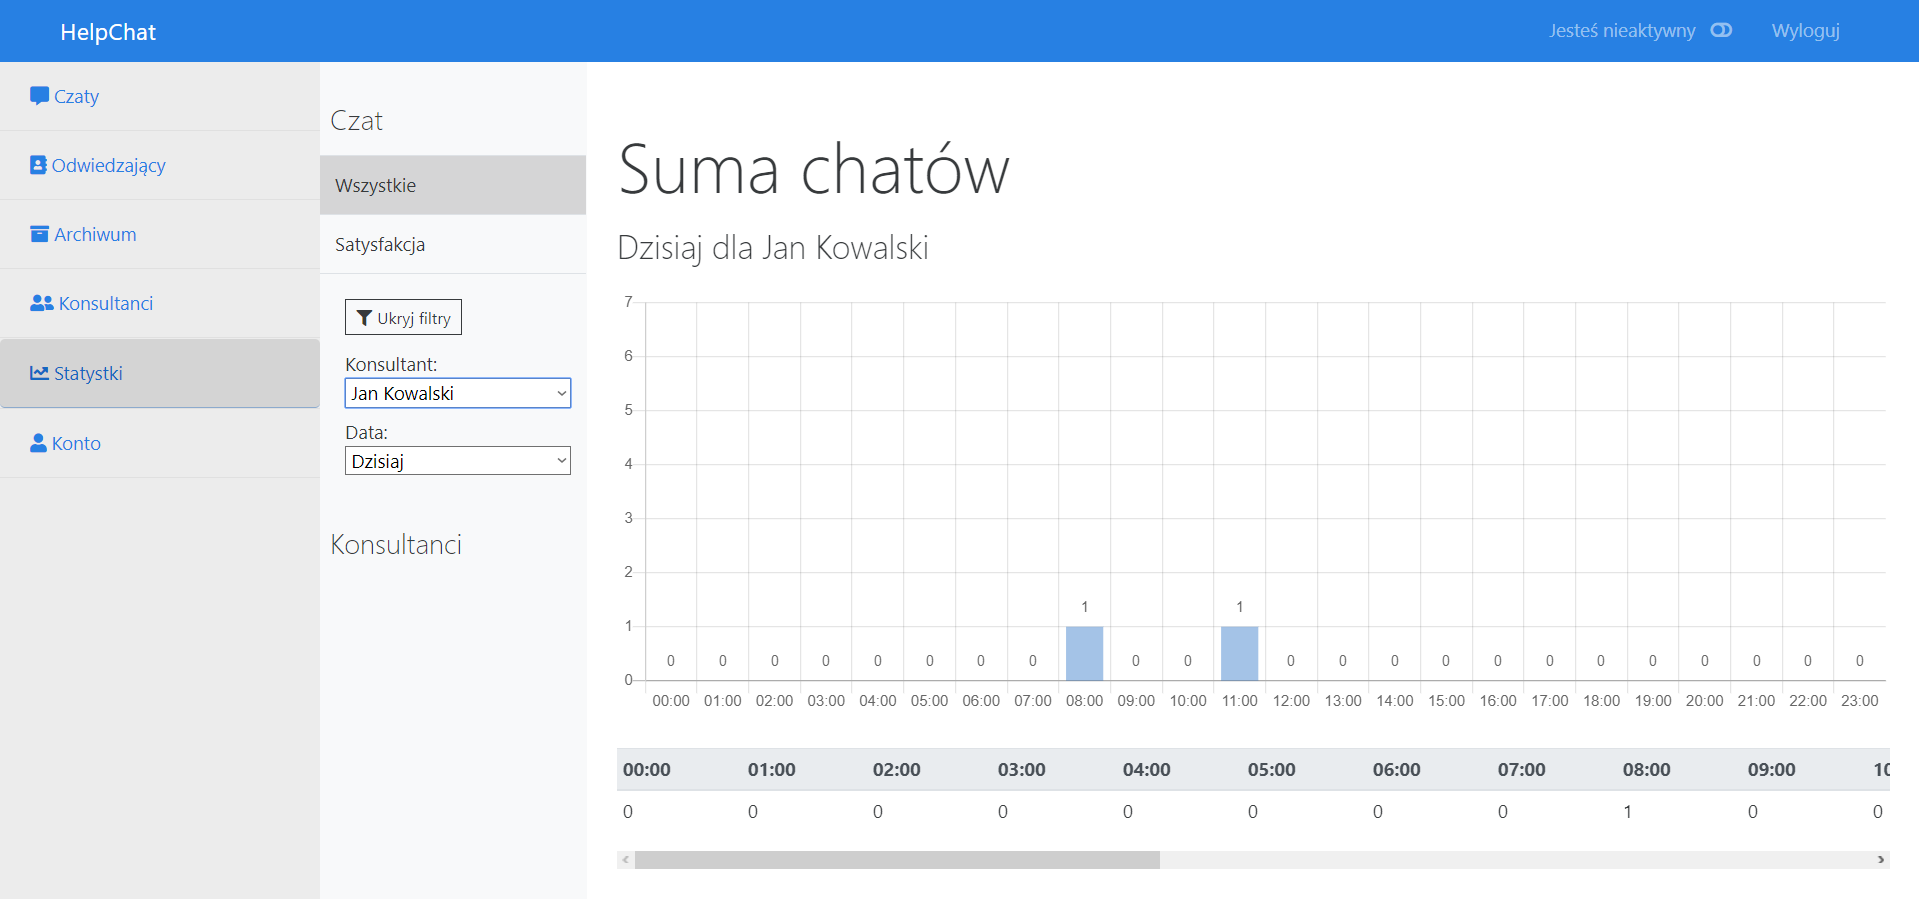 HelpChat
Jesteś nieaktywny
Wyloguj
Czaty
Odwiedzający
Archiwum
Konsultanci
Statystki
Konto
Czat
Wszystkie
Satysfakcja
Ukryj filtry
Konsultant:
Jan Kowalski
Data:
Dzisiaj
Konsultanci
Suma chatów
Dzisiaj dla Jan Kowalski
7
6
5
4
3
2
1
0
1 1
0 0 0 0 0 0 0 0 0 0 0 0 0 0 0 0 0 0 0 0 0 0
00:00 01:00 02:00 03:00 04:00 05:00 06:00 07:00 08:00 09:00 10:00 11:00 12:00 13:00 14:00 15:00 16:00 17:00 18:00 19:00 20:00 21:00 22:00 23:00
00:00 01:00 02:00 03:00 04:00 05:00 06:00 07:00 08:00 09:00 10
0 0 0 0 0 0 0 0 1 0 0